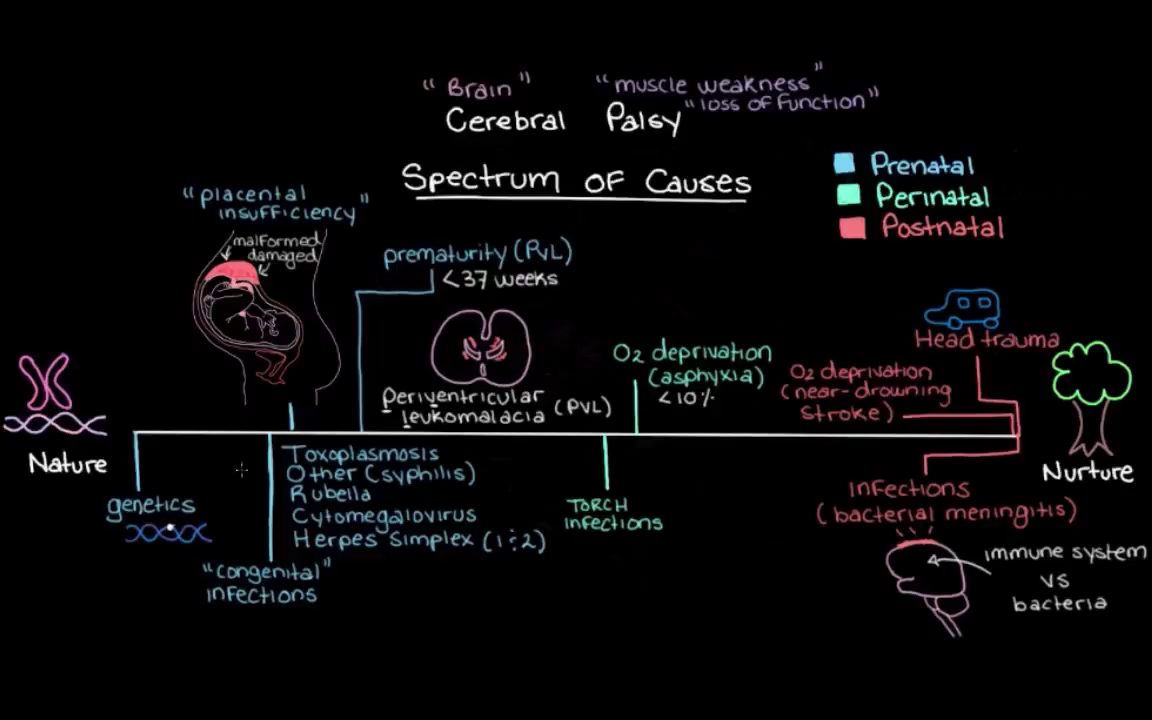 "Brain" "muscle weakness"
"loss of function"
Cerebral Palsy
Spectrum of Causes
Prenatal
Perinatal
Postnatal
"placental
insufficiency"
malformed
damaged
prematurity (PVL)
<37 weeks
Periventricular
leukomalacia (PVL)
O2 deprivation
(asphyxia)
<10%
Head trauma
O2 deprivation
(near-drowning
stroke)
Nature
Nurture
genetics
Toxoplasmosis
Other (syphilis)
Rubella
Cytomegalovirus
Herpes Simplex (1÷2)
"congenital"
infections
TORCH
infections
infections
(bacterial meningitis)
immune system
vs
bacteria